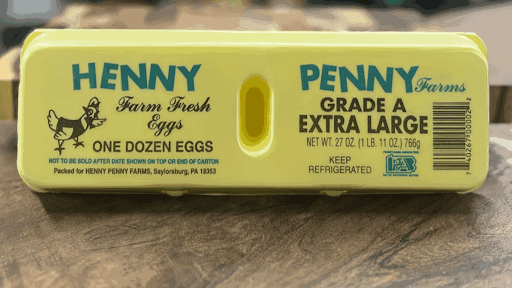 HENNY
Farm Fresh
Eggs
ONE DOZEN EGGS
NOT TO BE SOLD AFTER DATE SHOWN ON TOP OR END OF CARTON
Packed for HENNY PENNY FARMS, Saylorsburg, PA 18353
PENNY Farms
GRADE A
EXTRA LARGE
NET WT. 27 OZ. (1 LB. 11 OZ.) 766g
KEEP
REFRIGERATED
PA